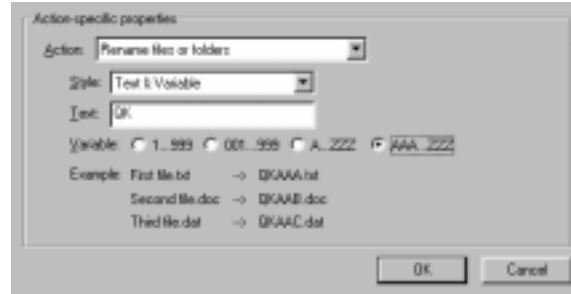 Action-specific properties
Action: Rename files or folders
Style: Text & Variable
Text: QK
Variable: 1...999 001...999 A...ZZZ AAA...ZZZ
Example: First file.txt -> QKAAA.txt
Second file.doc -> QKAAB.doc
Third file.dat -> QKAAC.dat
OK Cancel